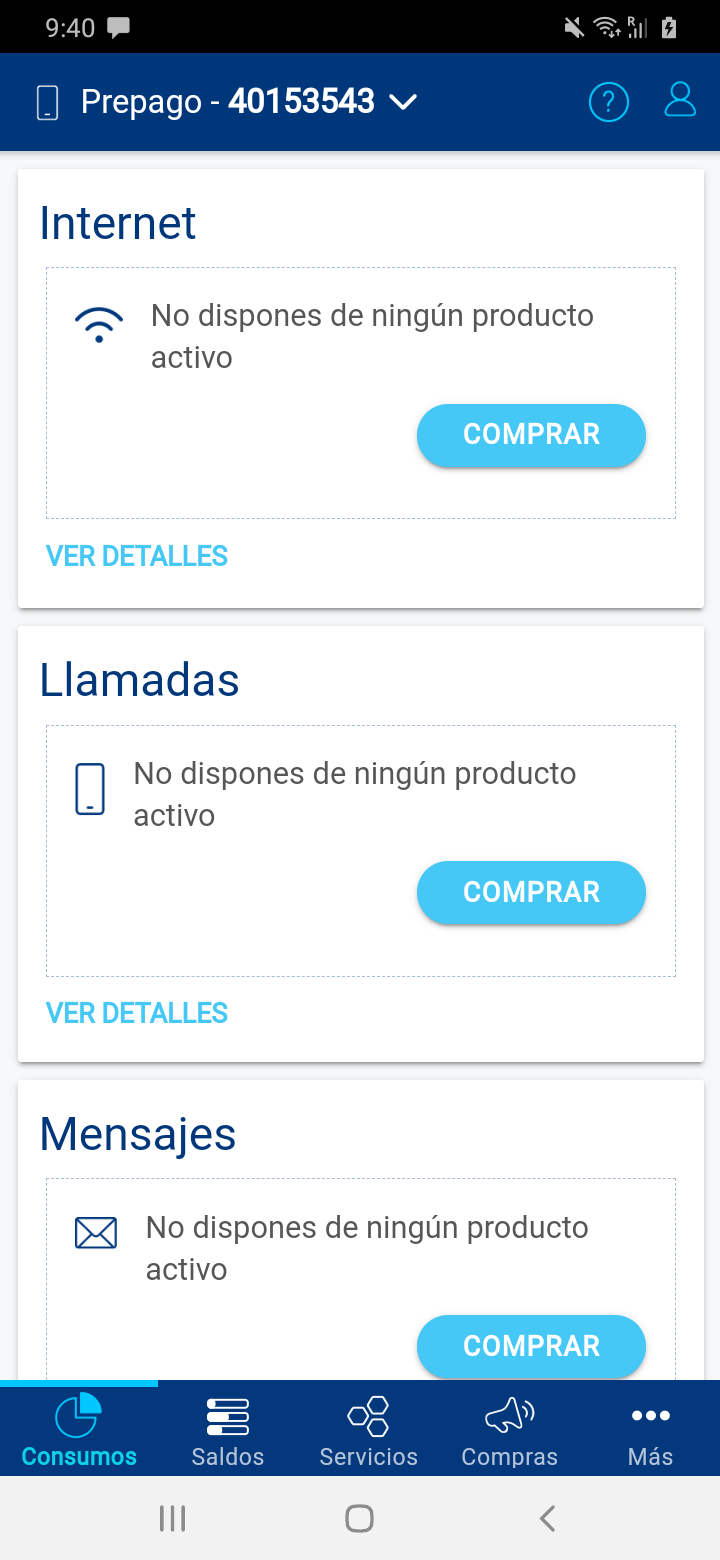 9:40
R
Prepago - 40153543
?
Internet
No dispones de ningún producto
activo
COMPRAR
VER DETALLES
Llamadas
No dispones de ningún producto
activo
COMPRAR
VER DETALLES
Mensajes
No dispones de ningún producto
activo
COMPRAR
Consumos Saldos Servicios Compras Más